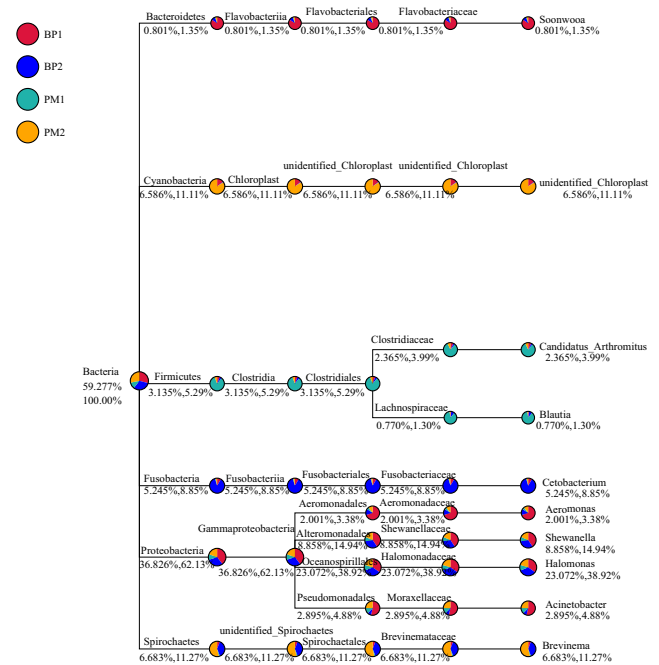 BP1
BP2
PM1
PM2
Bacteroidetes Flavobacteriia Flavobacteriales Flavobacteriaceae Soonwooa
0.801%,1.35% 0.801%,1.35% 0.801%,1.35% 0.801%,1.35% 0.801%,1.35%
unidentified_Chloroplast unidentified_Chloroplast
Cyanobacteria Chloroplast unidentified_Chloroplast
6.586%,11.11% 6.586%,11.11% 6.586%,11.11% 6.586%,11.11% 6.586%,11.11%
Clostridiaceae Candidatus_Arthromitus
2.365%,3.99% 2.365%,3.99%
Bacteria
59.277%
100.00%
Firmicutes Clostridia Clostridiales
3.135%,5.29% 3.135%,5.29% 3.135%,5.29%
Lachnospiraceae Blautia
0.770%,1.30% 0.770%,1.30%
Fusobacteria Fusobacteriia Fusobacteriales Fusobacteriaceae Cetobacterium
5.245%,8.85% 5.245%,8.85% 5.245%,8.85% 5.245%,8.85% 5.245%,8.85%
Aeromonadales Aeromonadaceae Aeromonas
2.001%,3.38% 2.001%,3.38% 2.001%,3.38%
Gammaproteobacteria Alteromonadales Shewanellaceae Shewanella
8.858%,14.94% 8.858%,14.94% 8.858%,14.94%
Proteobacteria Oceanospirillales Halomonadaceae Halomonas
36.826%,62.13% 36.826%,62.13% 23.072%,38.92% 23.072%,38.92% 23.072%,38.92%
Pseudomonadales Moraxellaceae Acinetobacter
2.895%,4.88% 2.895%,4.88% 2.895%,4.88%
unidentified_Spirochaetes
Spirochaetes Spirochaetales Brevinemataceae Brevinema
6.683%,11.27% 6.683%,11.27% 6.683%,11.27% 6.683%,11.27% 6.683%,11.27%